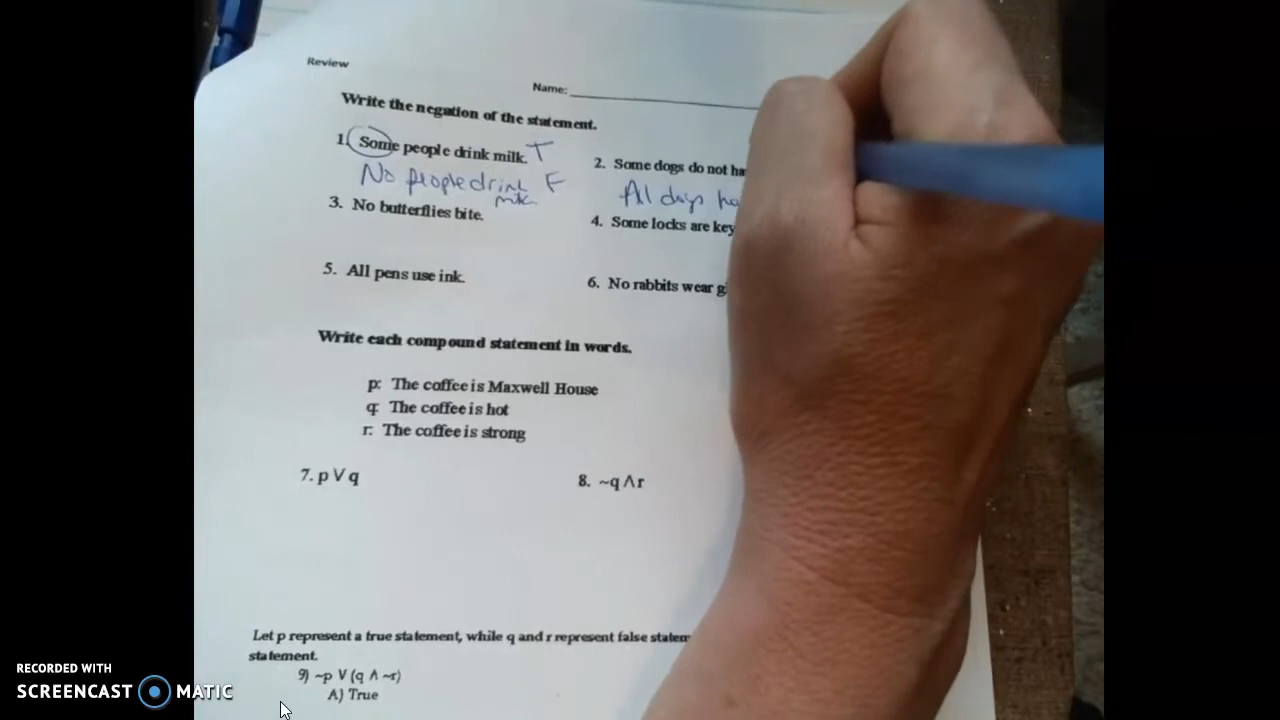 Review
Name:
Write the negation of the statement.
1. Some people drink milk. T
No people drink F
milk
2. Some dogs do not ha
All dogs ha
3. No butterflies bite.
4. Some locks are key
5. All pens use ink.
6. No rabbits wear g
Write each compound statement in words.
p: The coffee is Maxwell House
q: The coffee is hot
r: The coffee is strong
7. p V q
8. ~q Λ r
Let p represent a true statement, while q and r represent false statem
statement.
9) ~p V (q Λ ~r)
A) True
RECORDED WITH
SCREENCAST MATIC